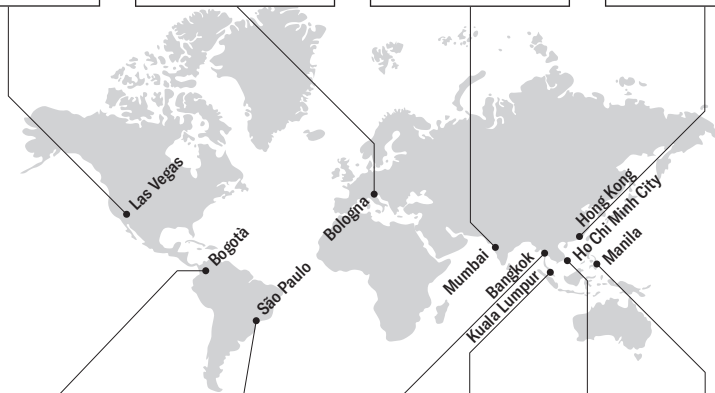 Las Vegas
Bogotà
São Paulo
Bologna
Mumbai
Bangkok
Kuala Lumpur
Hong Kong
Ho Chi Minh City
Manila